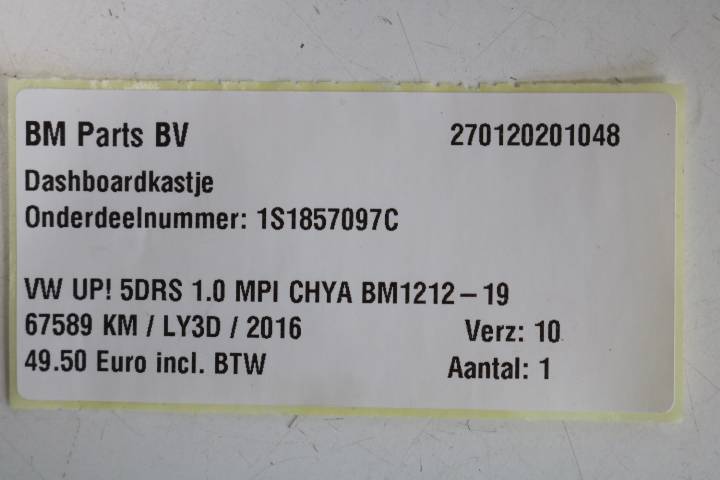 BM Parts BV 270120201048
Dashboardkastje
Onderdeelnummer: 1S1857097C
VW UP! 5DRS 1.0 MPI CHYA BM1212-19
67589 KM / LY3D / 2016 Verz: 10
49.50 Euro incl. BTW Aantal: 1